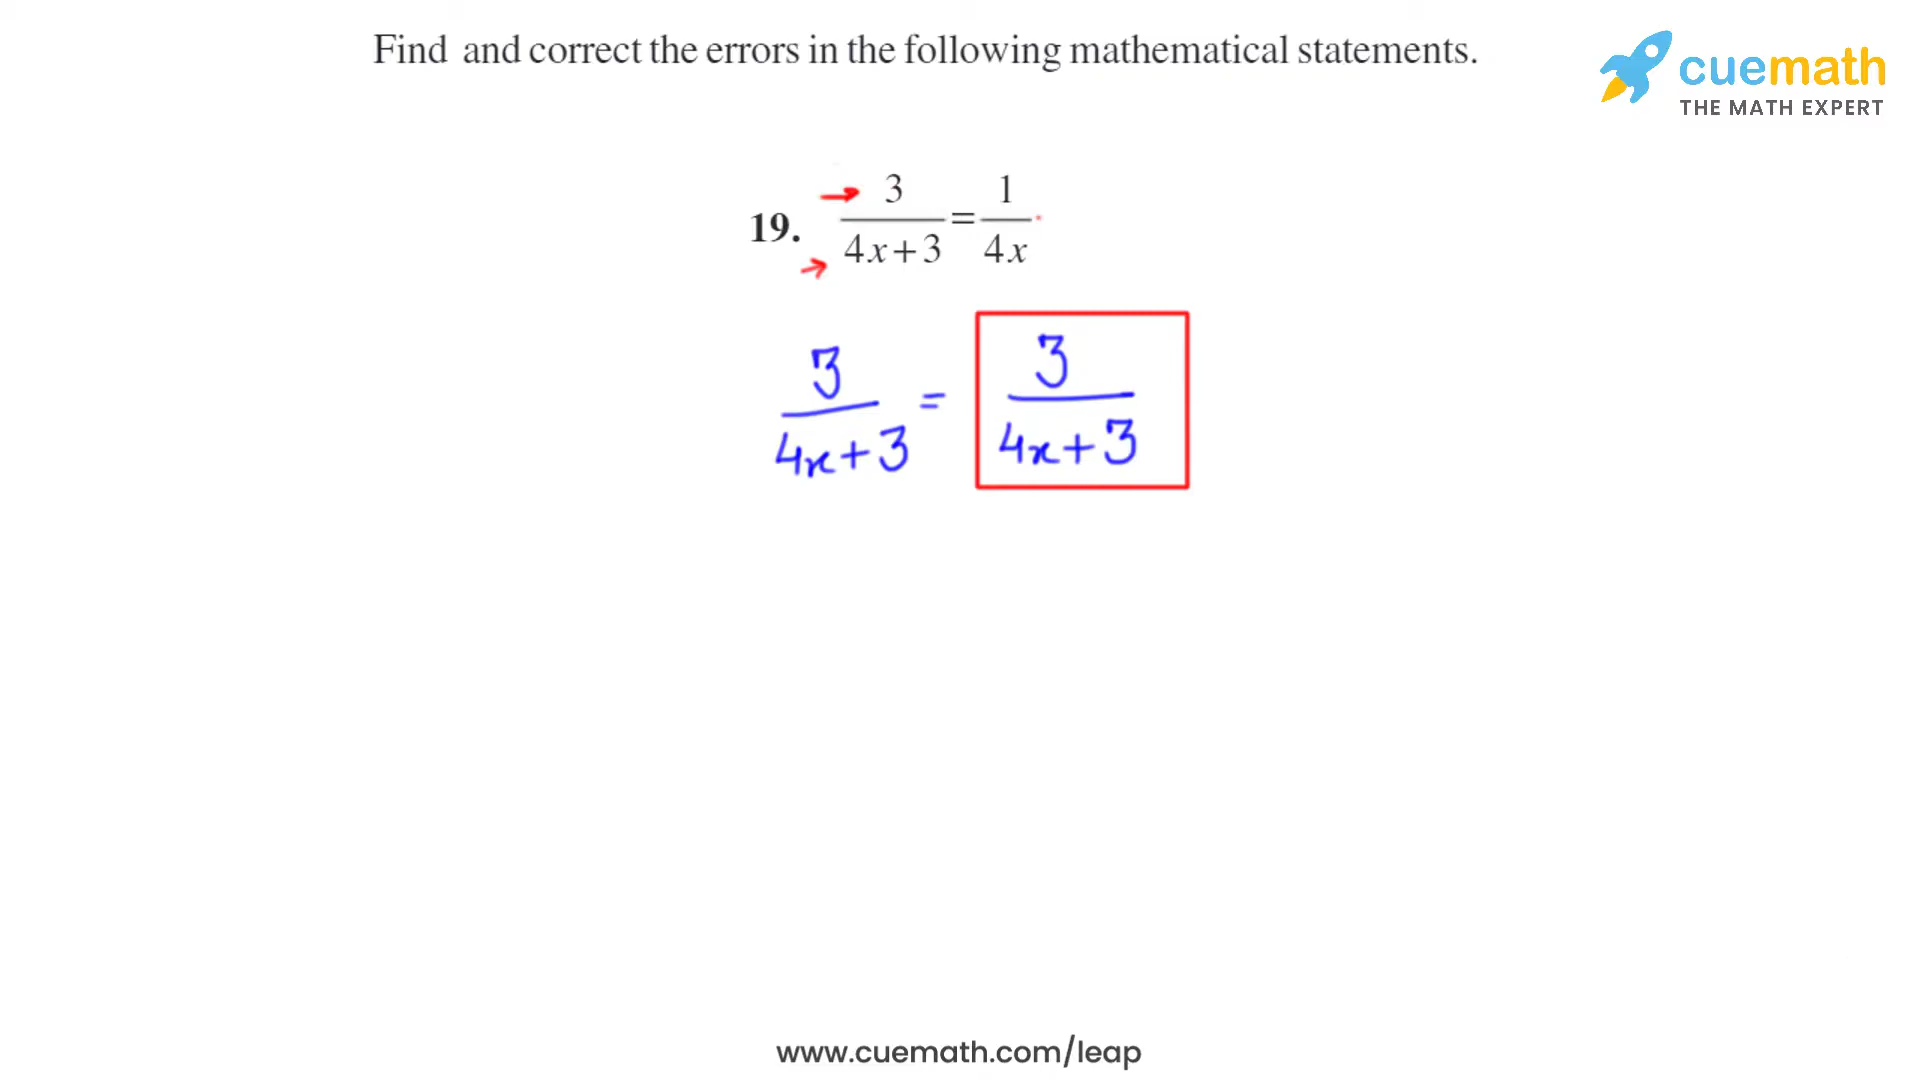 Find and correct the errors in the following mathematical statements.
cuemath
THE MATH EXPERT
19. 3/(4x+3) = 1/(4x)
3/(4x+3) = 3/(4x+3)
www.cuemath.com/leap